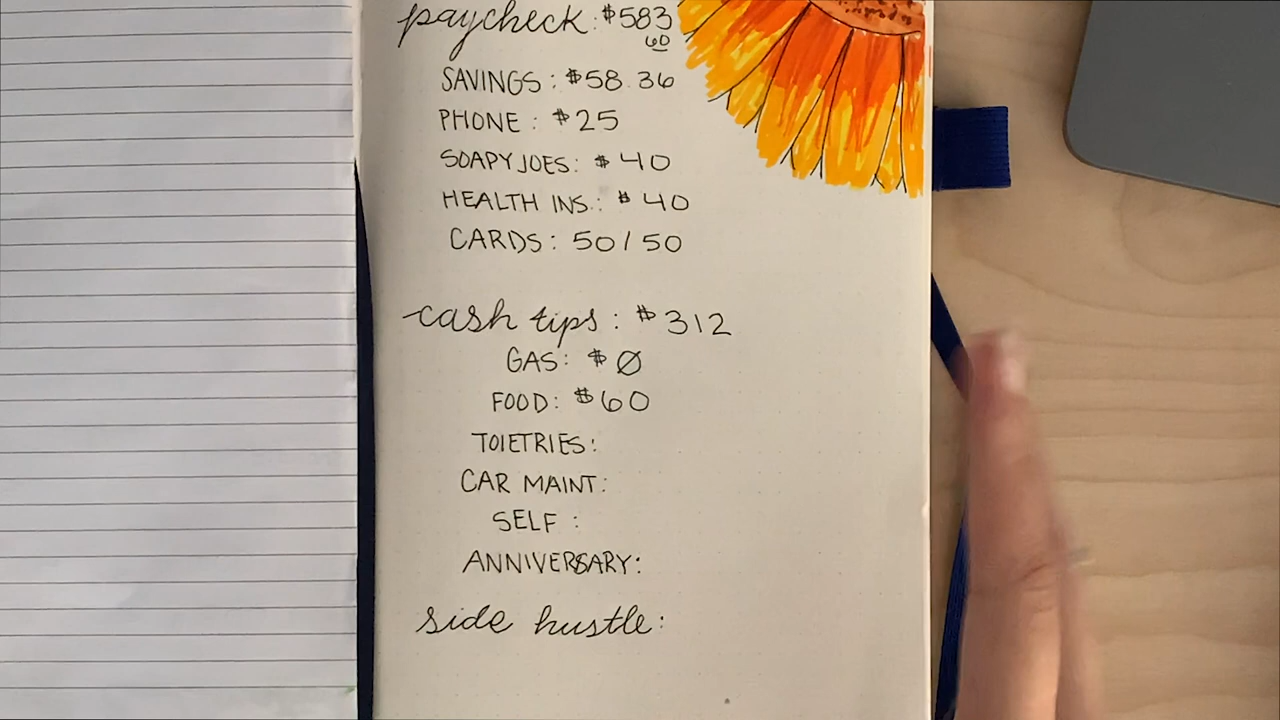 paycheck: $583 60
SAVINGS: $58 36
PHONE: $25
SOAPY JOES: $40
HEALTH INS.: $40
CARDS: 50/50
cash tips: $312
GAS: $0
FOOD: $60
TOIETRIES:
CAR MAINT:
SELF:
ANNIVERSARY:
side hustle: